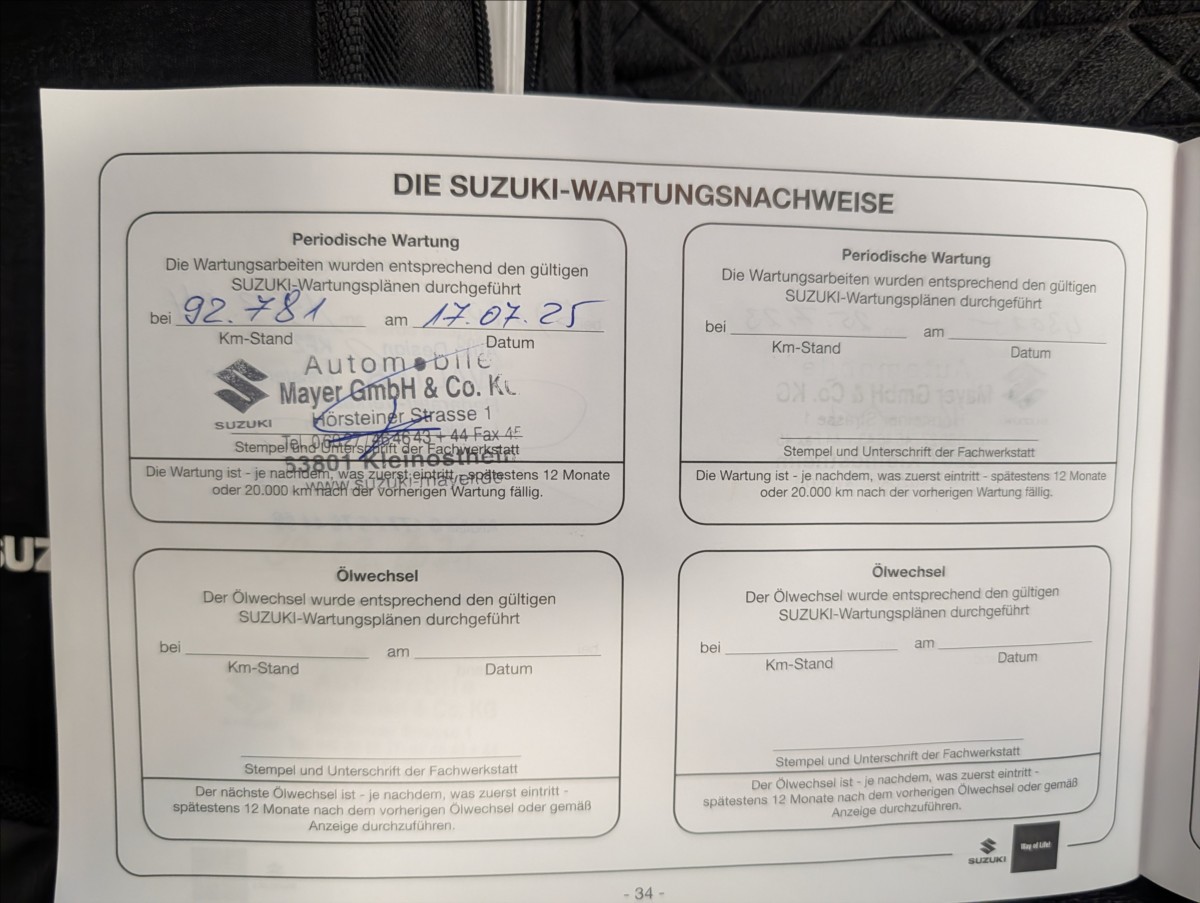 DIE SUZUKI-WARTUNGSNACHWEISE
Periodische Wartung
Die Wartungsarbeiten wurden entsprechend den gültigen
SUZUKI-Wartungsplänen durchgeführt
bei 92.781 am 17.07.25
Km-Stand Datum
Automobile
Mayer GmbH & Co.
SUZUKI
Hörsteiner Strasse 1
Stempel und Unterschrift der Fachwerkstatt
Kleinostheim
www.suzuki-mayer.de
Die Wartung ist - je nachdem, was zuerst eintritt - spätestens 12 Monate
oder 20.000 km nach der vorherigen Wartung fällig.
Periodische Wartung
Die Wartungsarbeiten wurden entsprechend den gültigen
SUZUKI-Wartungsplänen durchgeführt
bei am
Km-Stand Datum
Stempel und Unterschrift der Fachwerkstatt
Die Wartung ist - je nachdem, was zuerst eintritt - spätestens 12 Monate
oder 20.000 km nach der vorherigen Wartung fällig.
Ölwechsel
Der Ölwechsel wurde entsprechend den gültigen
SUZUKI-Wartungsplänen durchgeführt
bei am
Km-Stand Datum
Stempel und Unterschrift der Fachwerkstatt
Der nächste Ölwechsel ist - je nachdem, was zuerst eintritt -
spätestens 12 Monate nach dem vorherigen Ölwechsel oder gemäß
Anzeige durchzuführen.
Ölwechsel
Der Ölwechsel wurde entsprechend den gültigen
SUZUKI-Wartungsplänen durchgeführt
bei am
Km-Stand Datum
Stempel und Unterschrift der Fachwerkstatt
Der Ölwechsel ist - je nachdem, was zuerst eintritt -
spätestens 12 Monate nach dem vorherigen Ölwechsel oder gemäß
Anzeige durchzuführen.
SUZUKI
Way of Life!
- 34 -